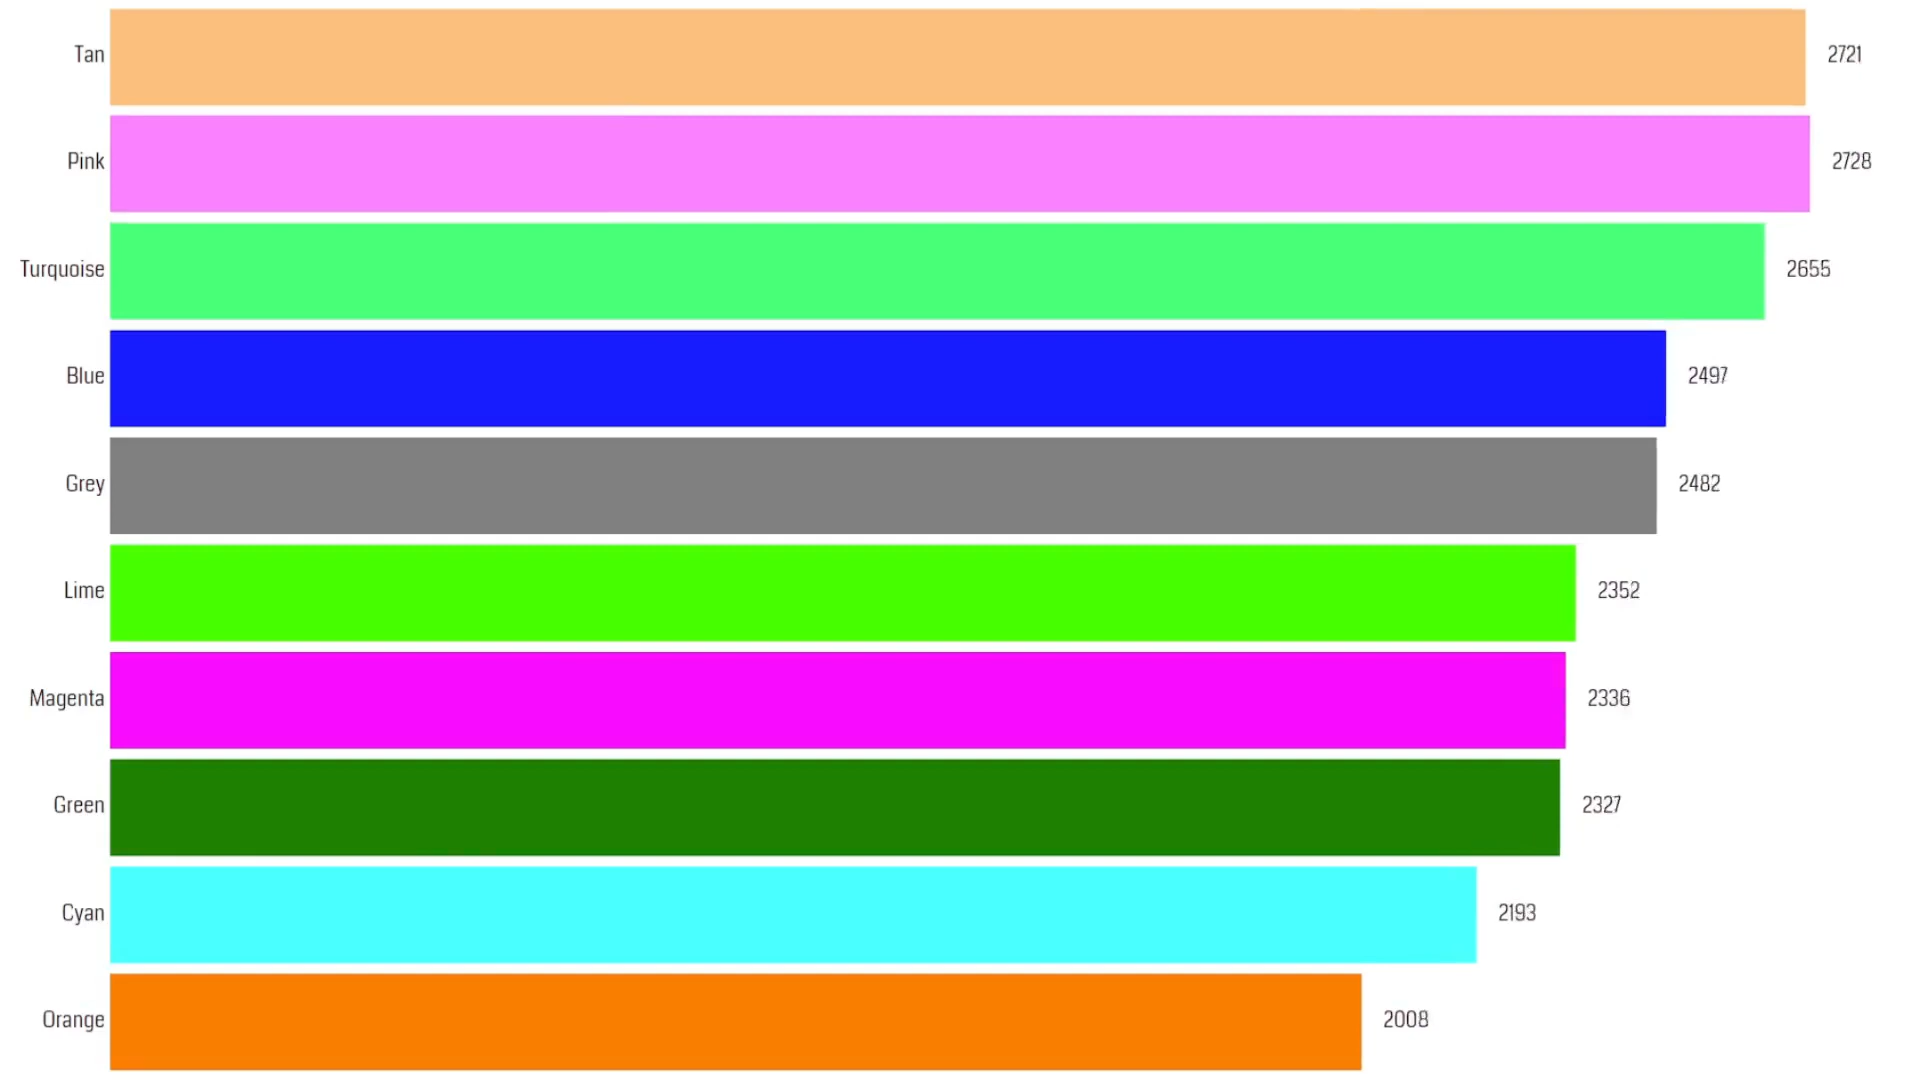 Tan 2721
Pink 2728
Turquoise 2655
Blue 2497
Grey 2482
Lime 2352
Magenta 2336
Green 2327
Cyan 2193
Orange 2008